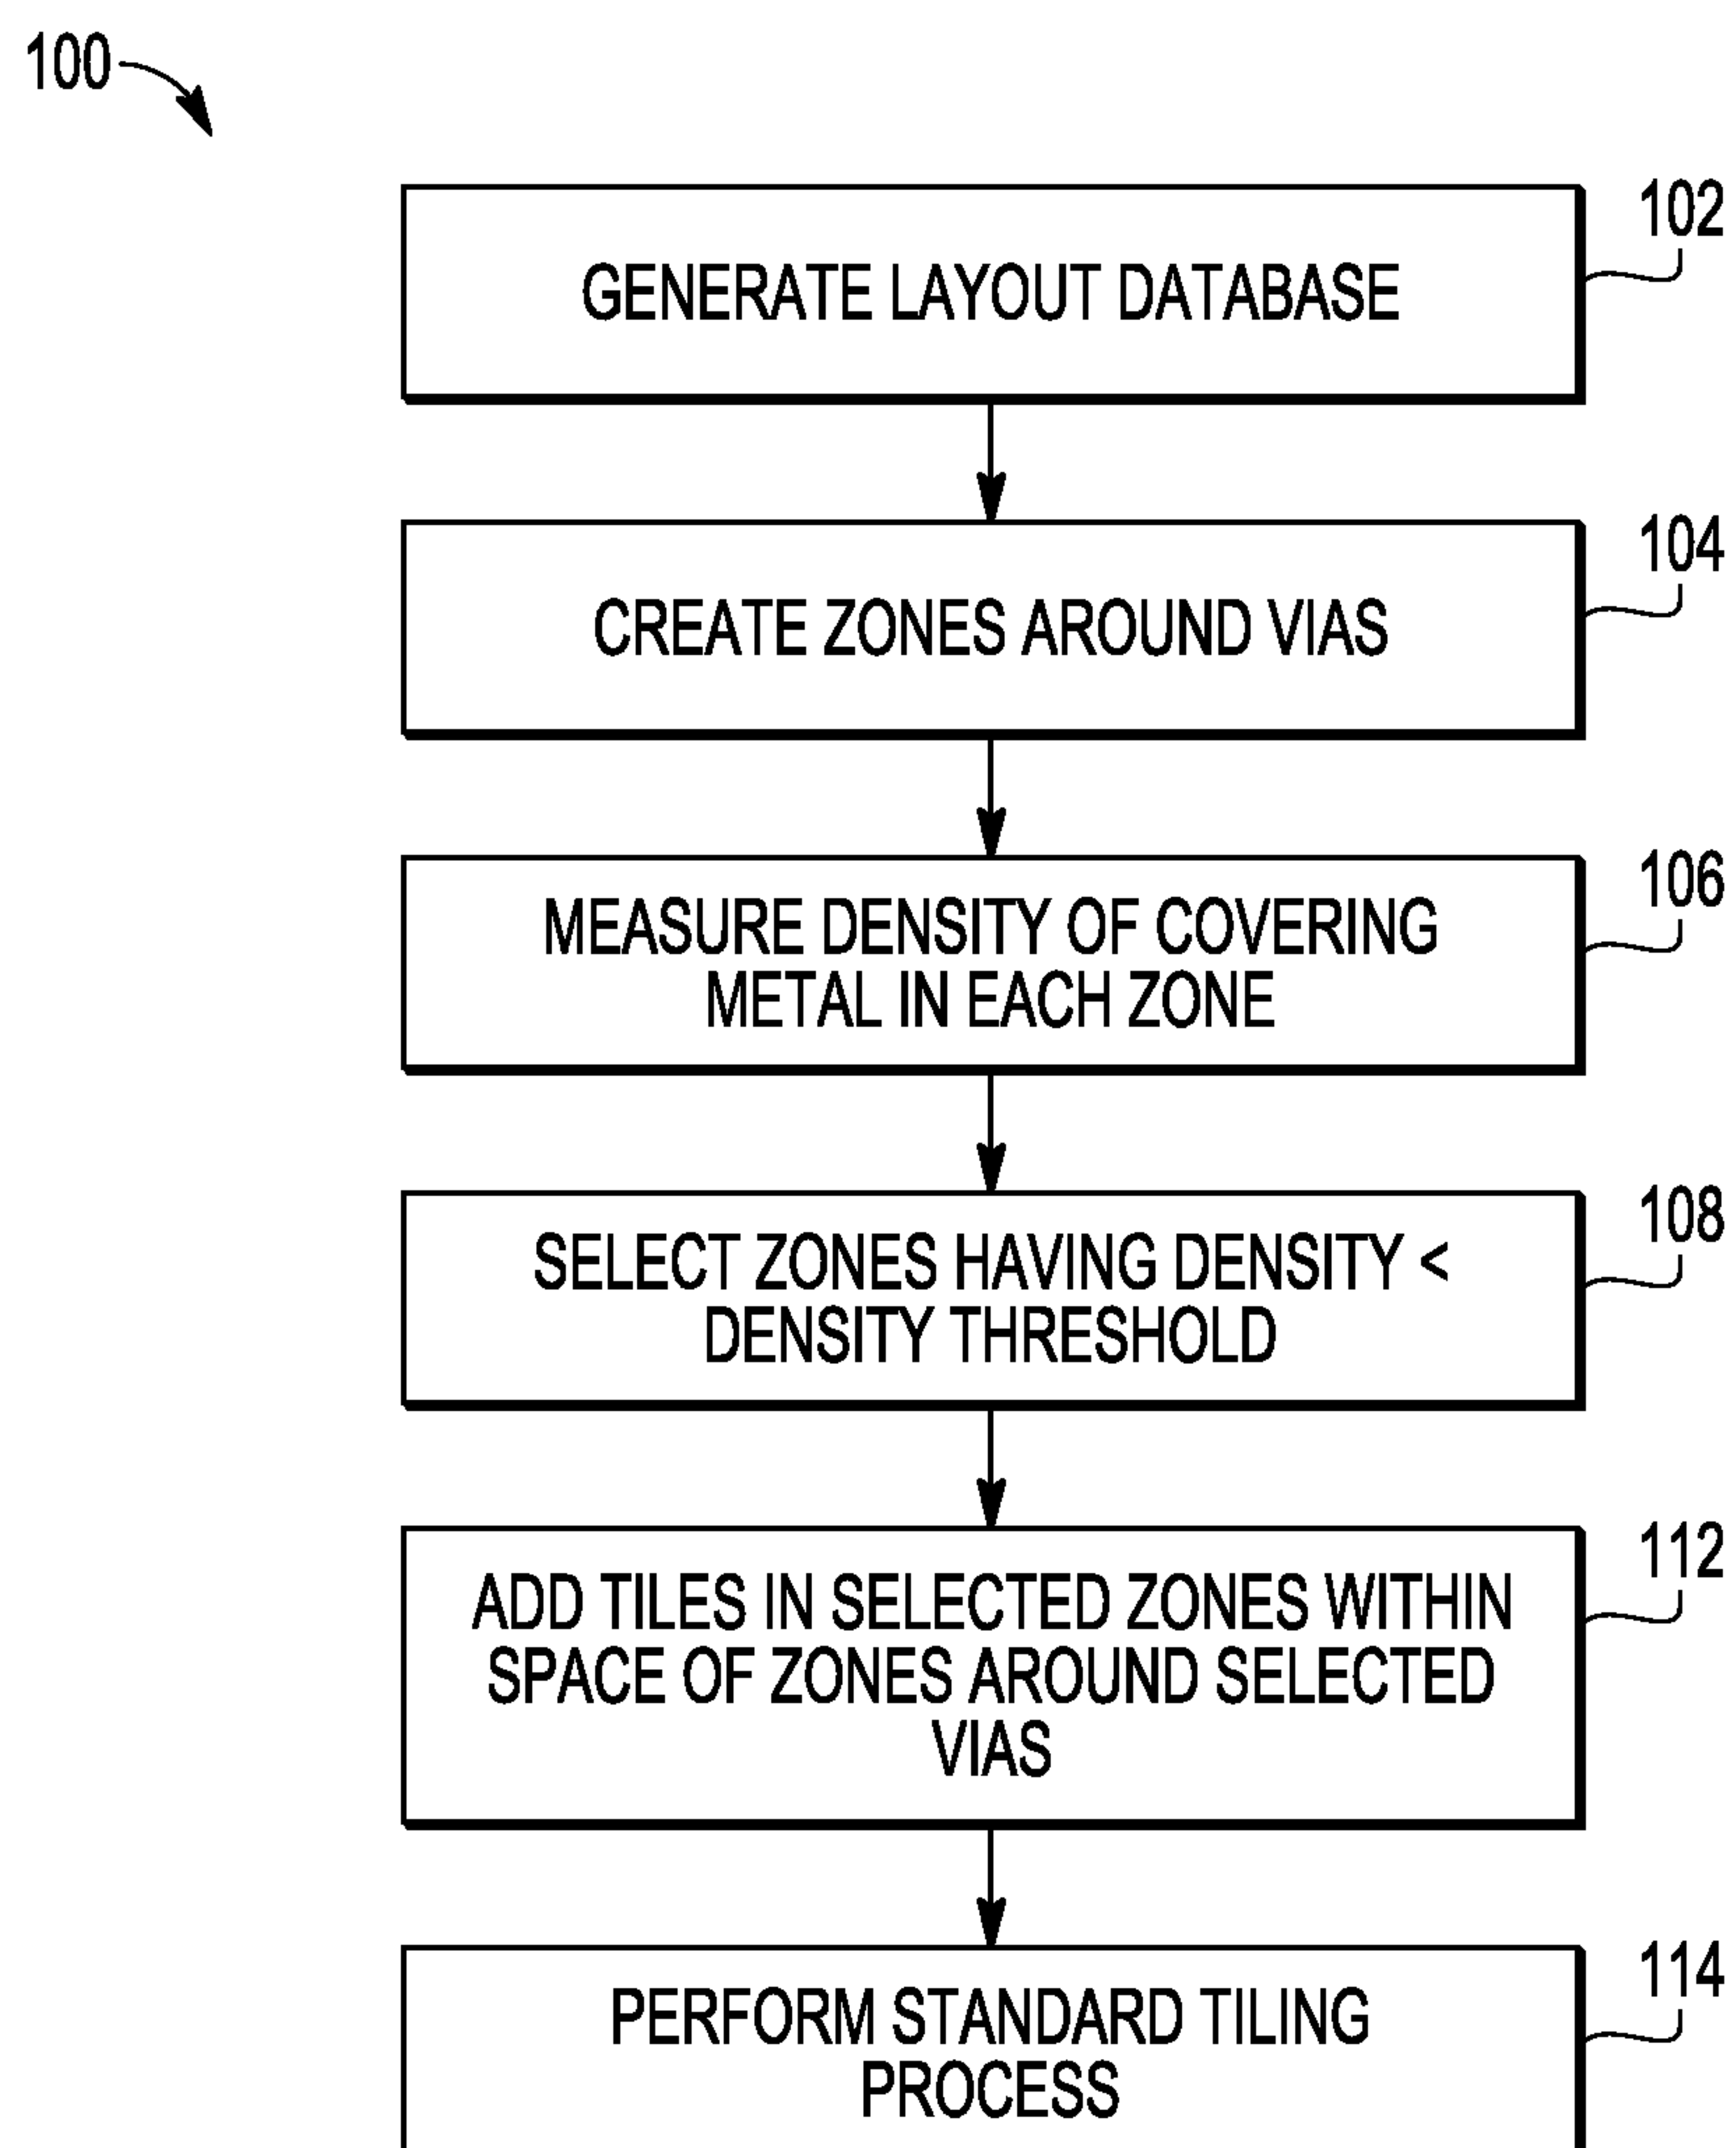 100
102
GENERATE LAYOUT DATABASE
104
CREATE ZONES AROUND VIAS
106
MEASURE DENSITY OF COVERING
METAL IN EACH ZONE
108
SELECT ZONES HAVING DENSITY <
DENSITY THRESHOLD
112
ADD TILES IN SELECTED ZONES WITHIN
SPACE OF ZONES AROUND SELECTED
VIAS
114
PERFORM STANDARD TILING
PROCESS